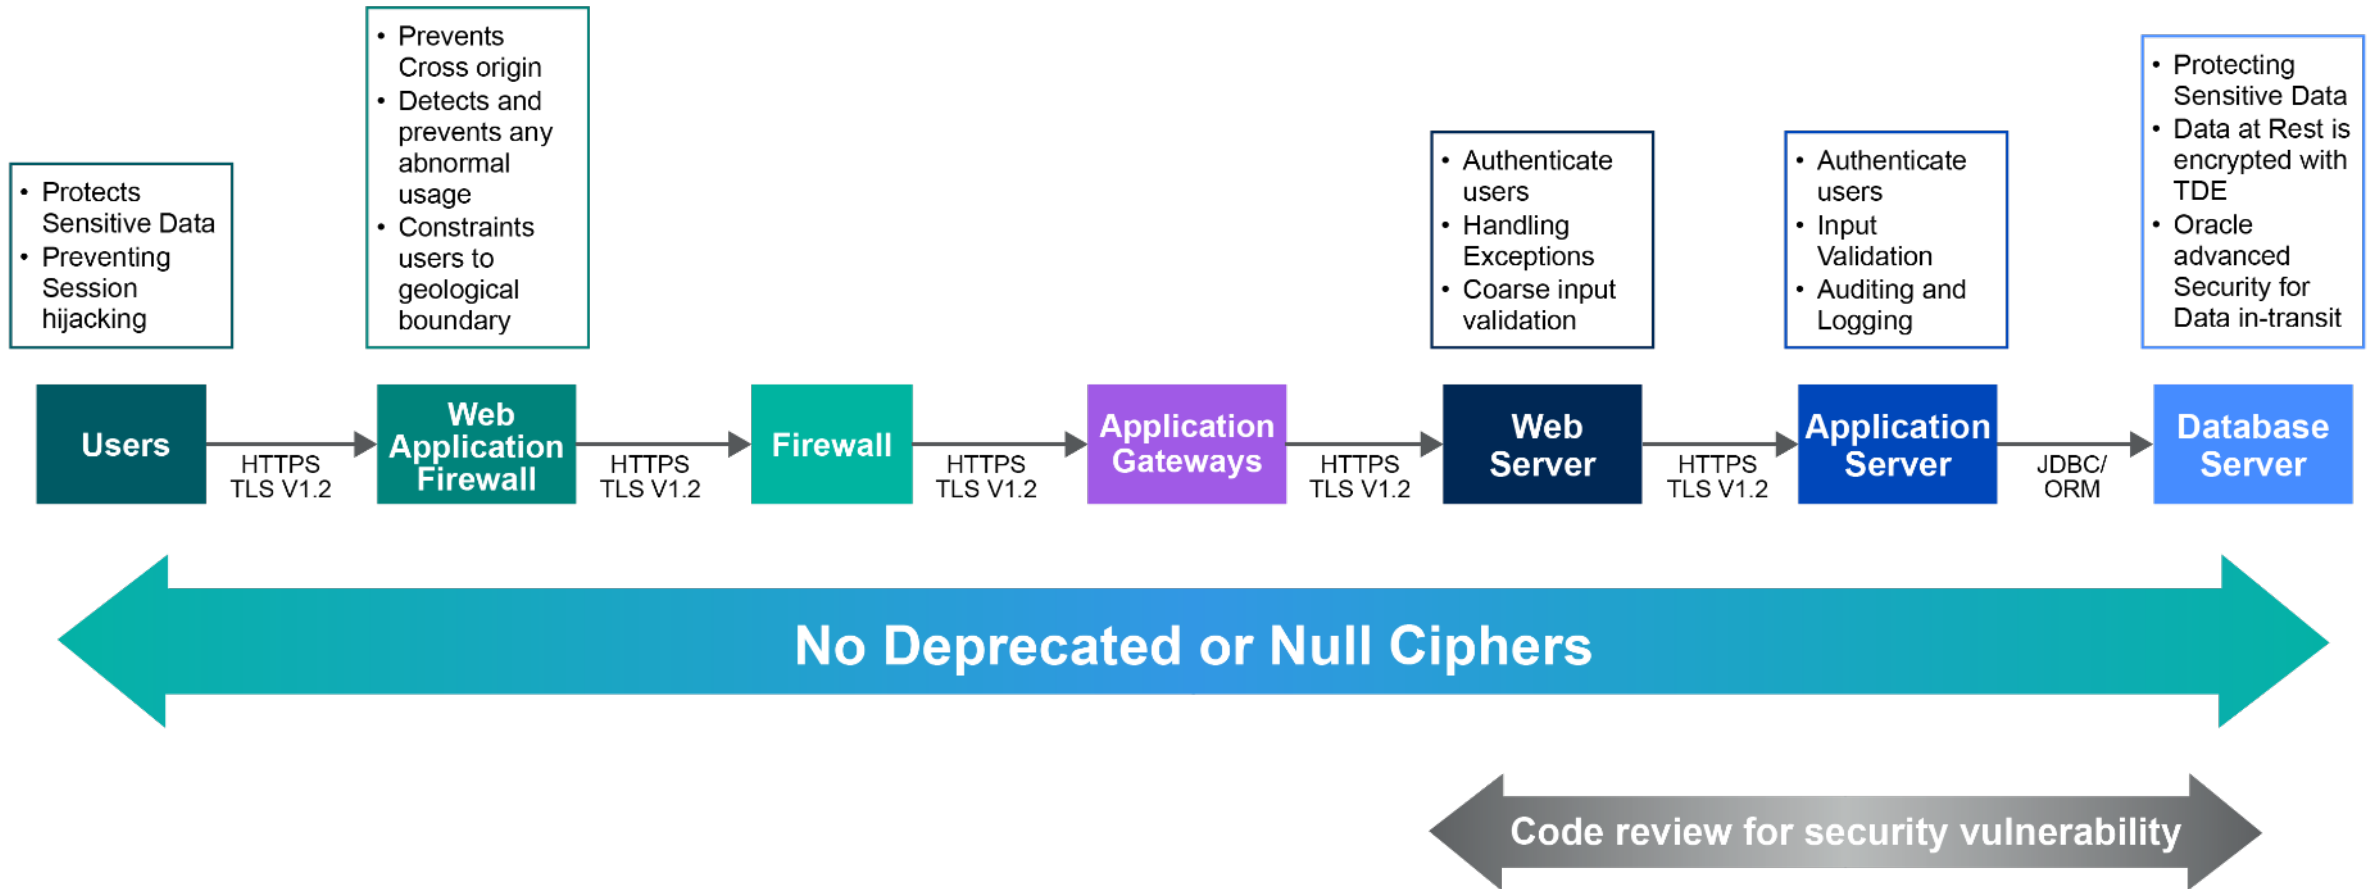 • Protects
Sensitive Data
• Preventing
Session
hijacking
• Prevents
Cross origin
• Detects and
prevents any
abnormal
usage
• Constraints
users to
geological
boundary
• Authenticate
users
• Handling
Exceptions
• Coarse input
validation
• Authenticate
users
• Input
Validation
• Auditing and
Logging
• Protecting
Sensitive Data
• Data at Rest is
encrypted with
TDE
• Oracle
advanced
Security for
Data in-transit
Users
HTTPS
TLS V1.2
Web
Application
Firewall
HTTPS
TLS V1.2
Firewall
HTTPS
TLS V1.2
Application
Gateways
HTTPS
TLS V1.2
Web
Server
HTTPS
TLS V1.2
Application
Server
JDBC/
ORM
Database
Server
No Deprecated or Null Ciphers
Code review for security vulnerability